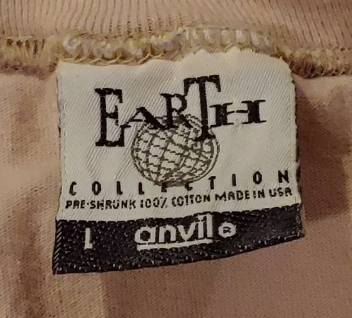 EARTH
COLLECTION
PRE-SHRUNK 100% COTTON MADE IN USA
L anvil®